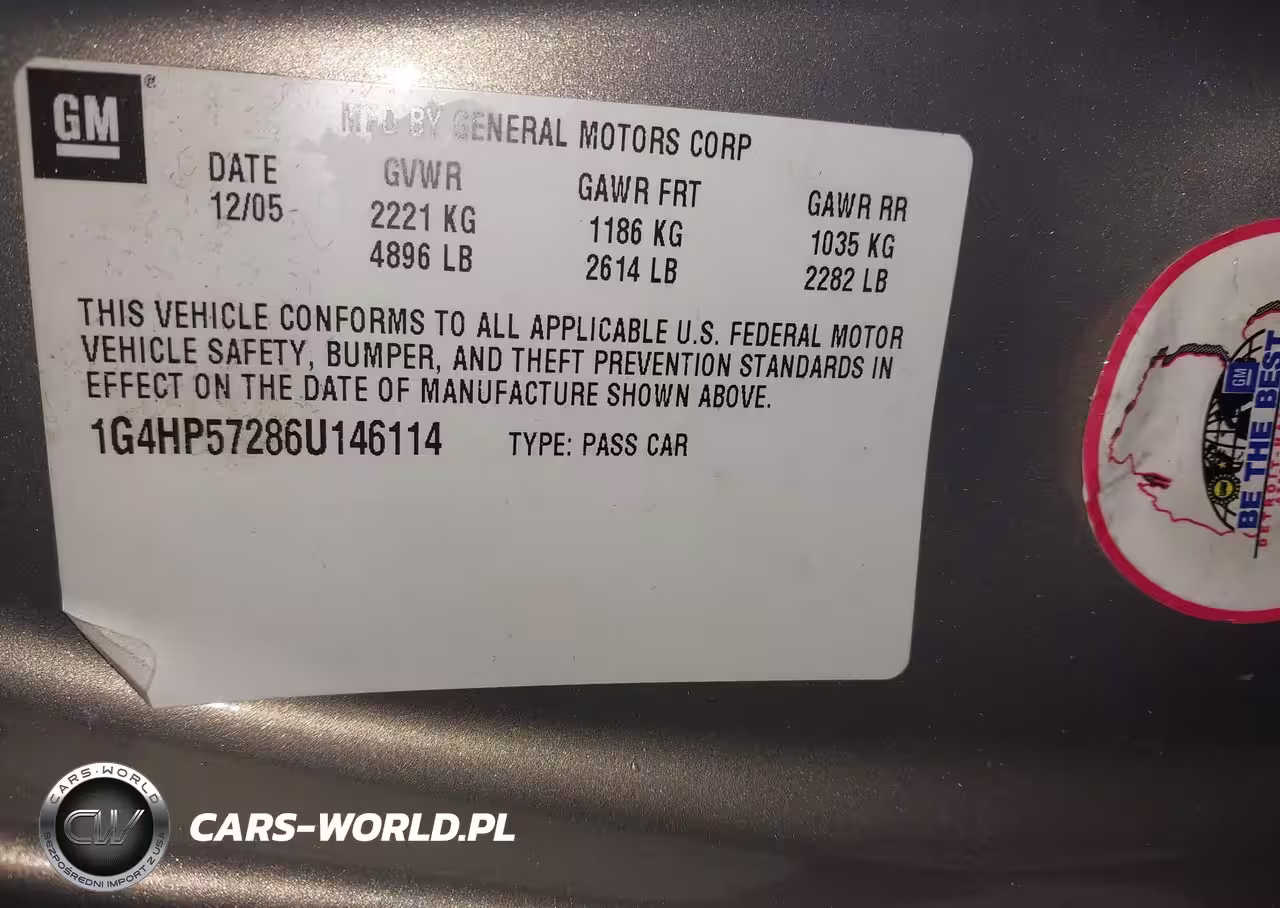 GM ®
MFD BY GENERAL MOTORS CORP
DATE GVWR GAWR FRT GAWR RR
12/05 2221 KG 1186 KG 1035 KG
4896 LB 2614 LB 2282 LB
THIS VEHICLE CONFORMS TO ALL APPLICABLE U.S. FEDERAL MOTOR
VEHICLE SAFETY, BUMPER, AND THEFT PREVENTION STANDARDS IN
EFFECT ON THE DATE OF MANUFACTURE SHOWN ABOVE.
1G4HP57286U146114 TYPE: PASS CAR
GM
BE THE BEST
CARS-WORLD
CW
BEZPOŚREDNI IMPORT Z USA
CARS-WORLD.PL